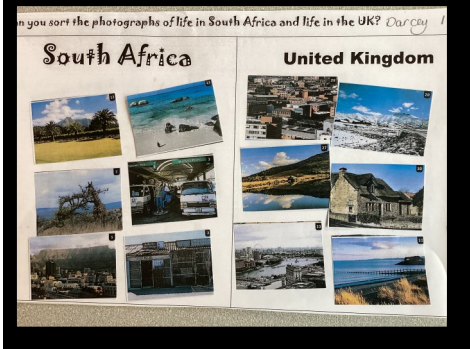 n you sort the photographs of life in South Africa and life in the UK? Darcey
South Africa
United Kingdom